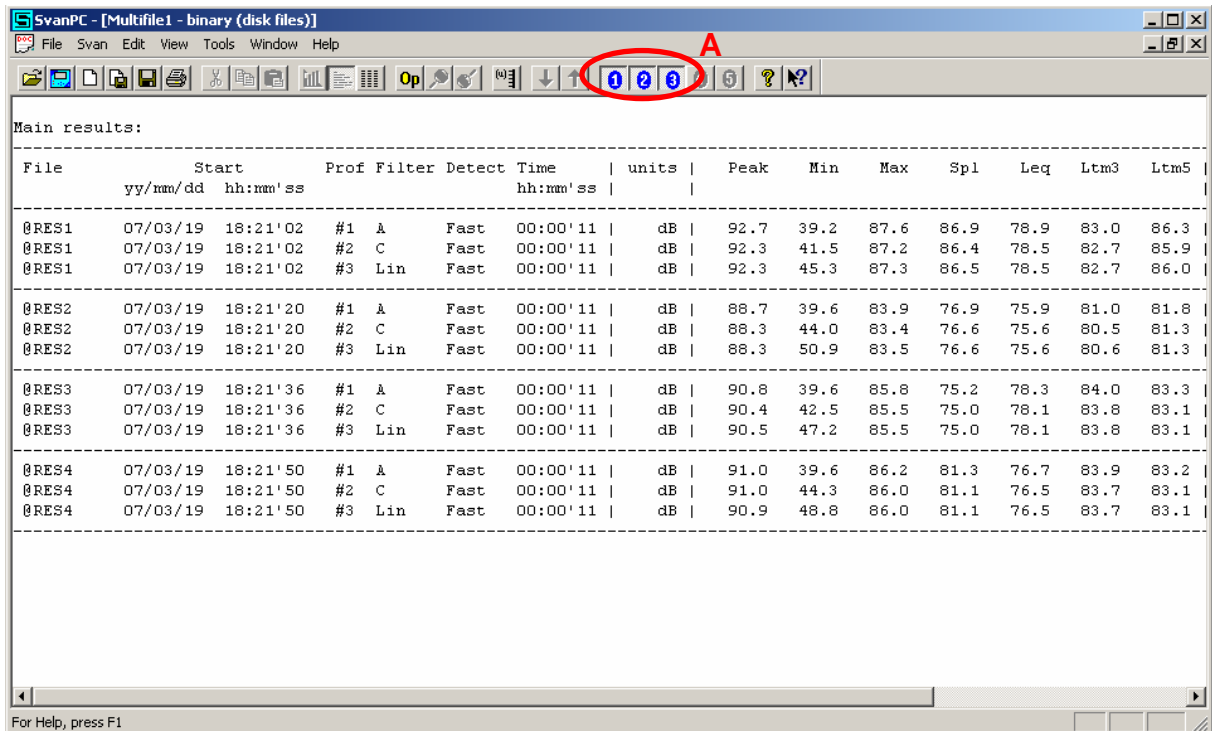 SvanPC - [Multifile1 - binary (disk files)]
File Svan Edit View Tools Window Help
A
Op 1 2 3 5 ? ?
Main results:
File Start Prof Filter Detect Time | units | Peak Min Max Spl Leq Ltm3 Ltm5 |
yy/mm/dd hh:mm'ss hh:mm'ss | | |
@RES1 07/03/19 18:21'02 #1 A Fast 00:00'11 | dB | 92.7 39.2 87.6 86.9 78.9 83.0 86.3 |
@RES1 07/03/19 18:21'02 #2 C Fast 00:00'11 | dB | 92.3 41.5 87.2 86.4 78.5 82.7 85.9 |
@RES1 07/03/19 18:21'02 #3 Lin Fast 00:00'11 | dB | 92.3 45.3 87.3 86.5 78.5 82.7 86.0 |
@RES2 07/03/19 18:21'20 #1 A Fast 00:00'11 | dB | 88.7 39.6 83.9 76.9 75.9 81.0 81.8 |
@RES2 07/03/19 18:21'20 #2 C Fast 00:00'11 | dB | 88.3 44.0 83.4 76.6 75.6 80.5 81.3 |
@RES2 07/03/19 18:21'20 #3 Lin Fast 00:00'11 | dB | 88.3 50.9 83.5 76.6 75.6 80.6 81.3 |
@RES3 07/03/19 18:21'36 #1 A Fast 00:00'11 | dB | 90.8 39.6 85.8 75.2 78.3 84.0 83.3 |
@RES3 07/03/19 18:21'36 #2 C Fast 00:00'11 | dB | 90.4 42.5 85.5 75.0 78.1 83.8 83.1 |
@RES3 07/03/19 18:21'36 #3 Lin Fast 00:00'11 | dB | 90.5 47.2 85.5 75.0 78.1 83.8 83.1 |
@RES4 07/03/19 18:21'50 #1 A Fast 00:00'11 | dB | 91.0 39.6 86.2 81.3 76.7 83.9 83.2 |
@RES4 07/03/19 18:21'50 #2 C Fast 00:00'11 | dB | 91.0 44.3 86.0 81.1 76.5 83.7 83.1 |
@RES4 07/03/19 18:21'50 #3 Lin Fast 00:00'11 | dB | 90.9 48.8 86.0 81.1 76.5 83.7 83.1 |
For Help, press F1